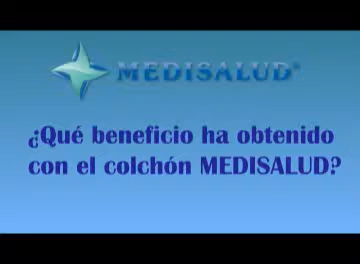 MEDISALUD®
¿Qué beneficio ha obtenido
con el colchón MEDISALUD?